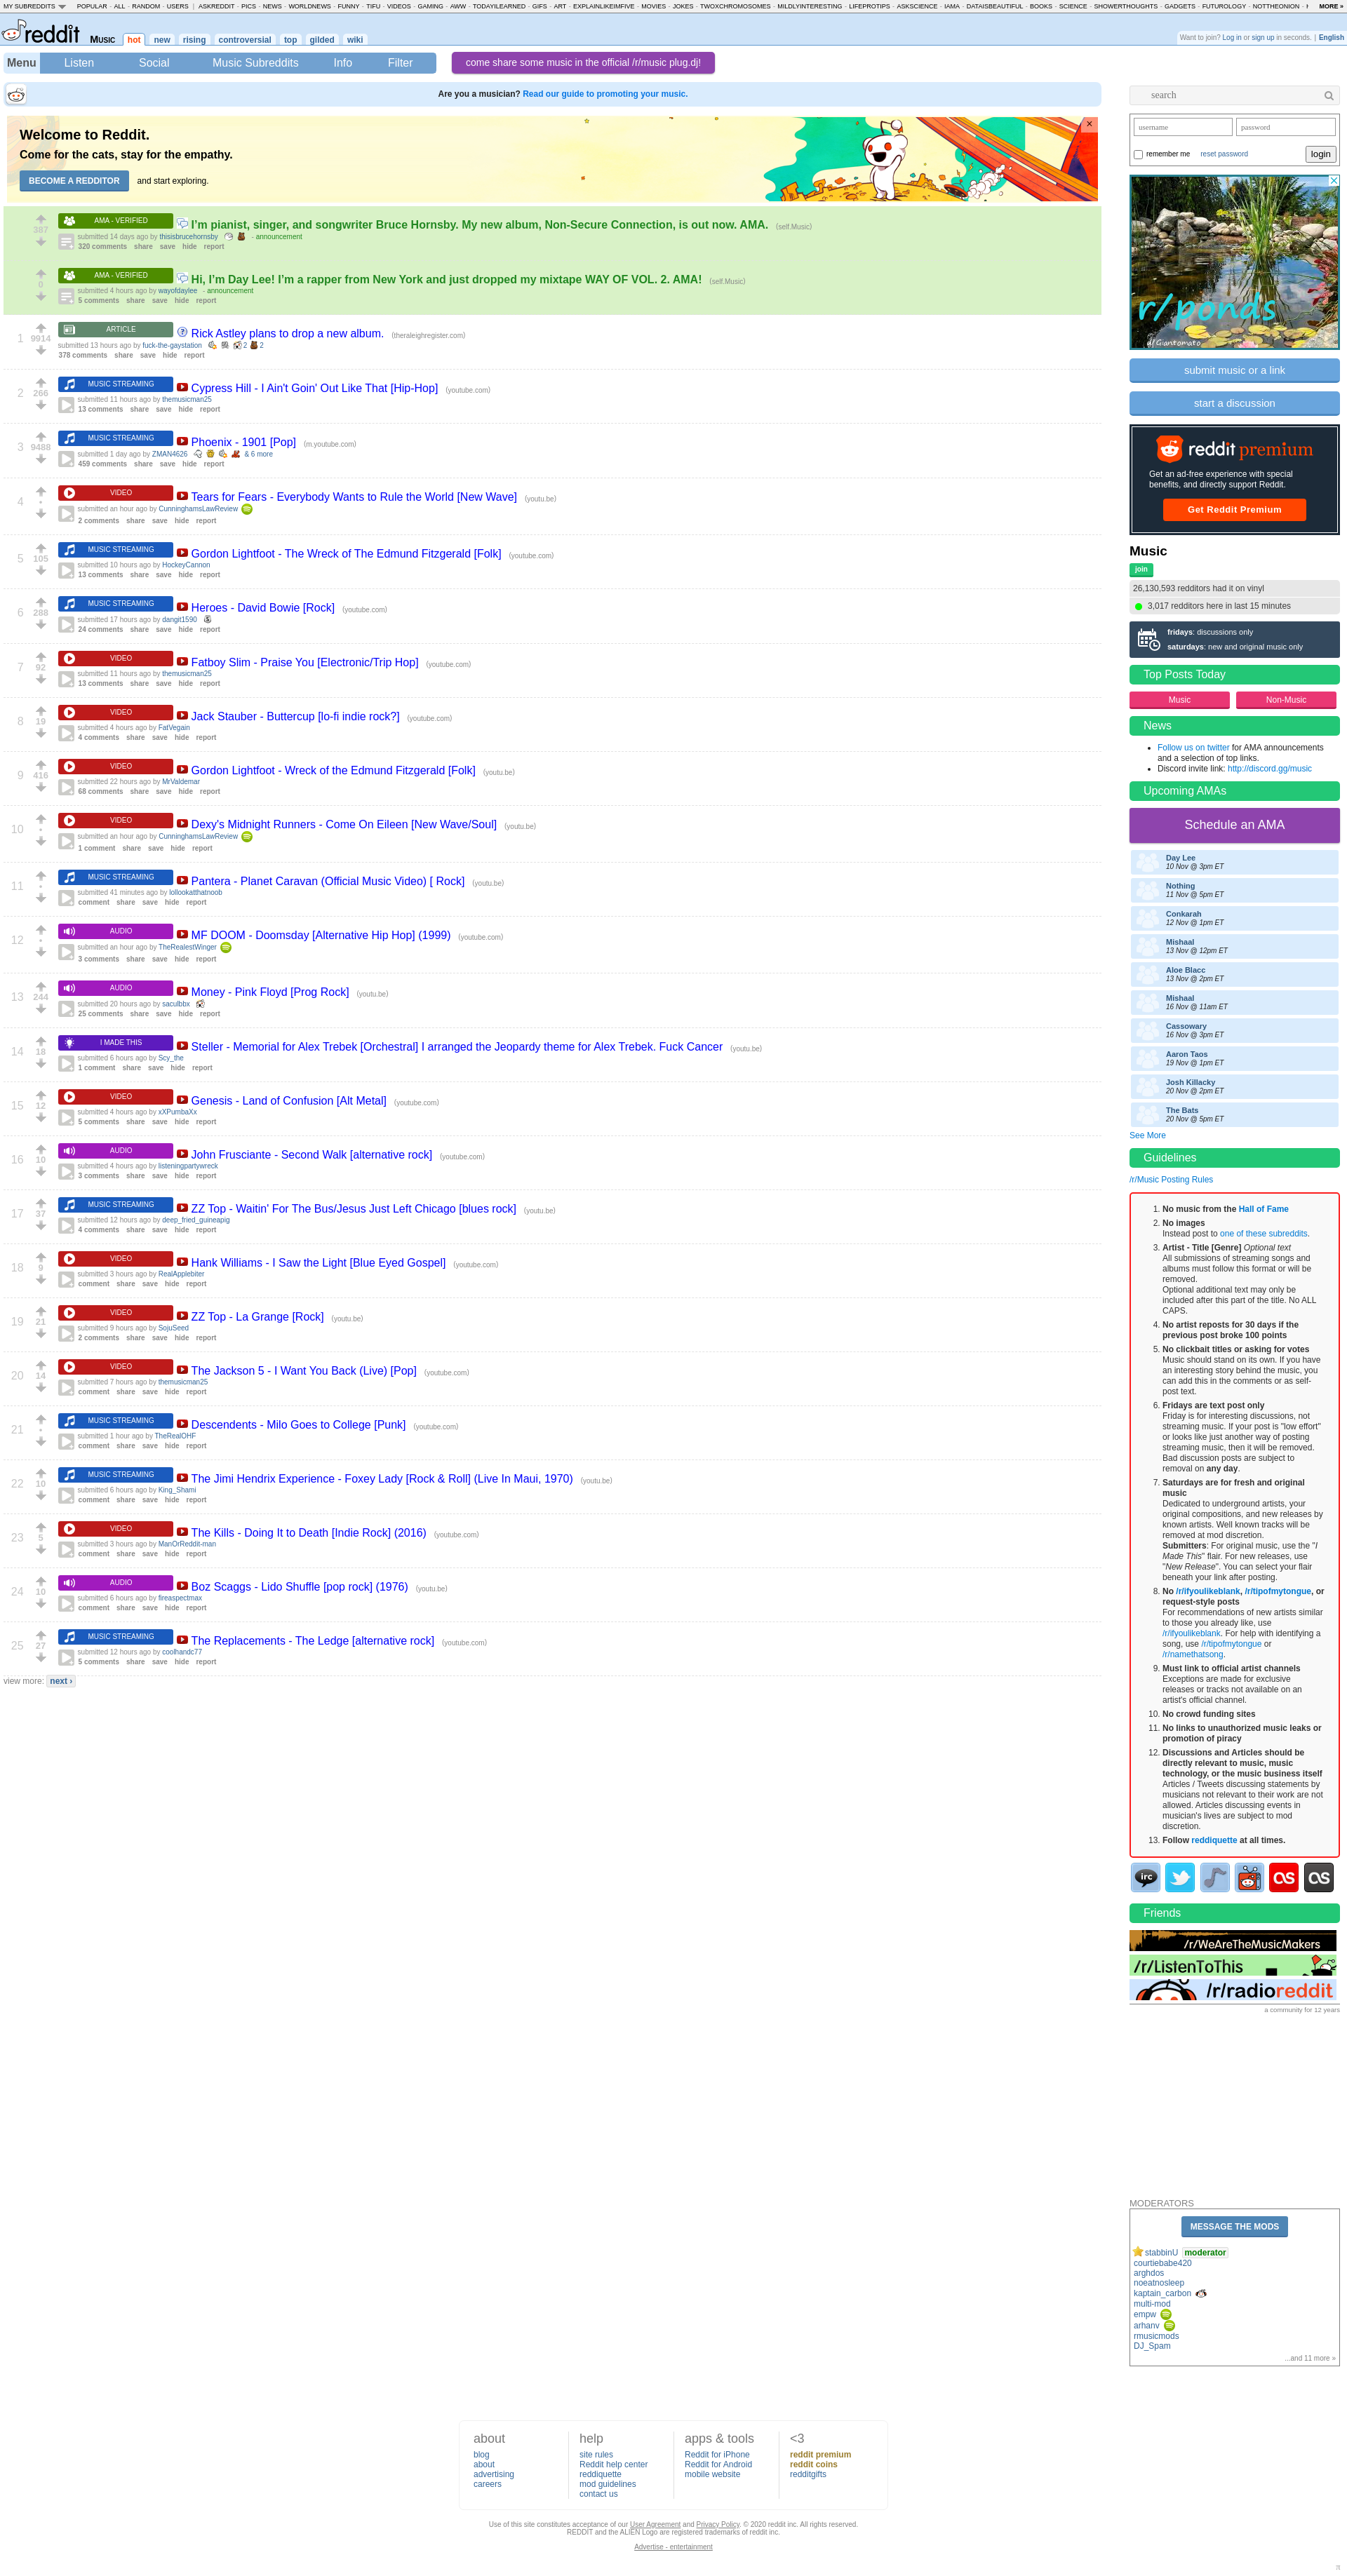 MY SUBREDDITS POPULAR - ALL - RANDOM - USERS | ASKREDDIT - PICS - NEWS - WORLDNEWS - FUNNY - TIFU - VIDEOS - GAMING - AWW - TODAYILEARNED - GIFS - ART - EXPLAINLIKEIMFIVE - MOVIES - JOKES - TWOXCHROMOSOMES - MILDLYINTERESTING - LIFEPROTIPS - ASKSCIENCE - IAMA - DATAISBEAUTIFUL - BOOKS - SCIENCE - SHOWERTHOUGHTS - GADGETS - FUTUROLOGY - NOTTHEONION MORE »
reddit Music hot new rising controversial top gilded wiki
Want to join? Log in or sign up in seconds. | English
Menu Listen Social Music Subreddits Info Filter
come share some music in the official /r/music plug.dj!
Are you a musician? Read our guide to promoting your music.
Welcome to Reddit.
Come for the cats, stay for the empathy.
BECOME A REDDITOR and start exploring.
×
387
AMA - VERIFIED
I'm pianist, singer, and songwriter Bruce Hornsby. My new album, Non-Secure Connection, is out now. AMA. (self.Music)
submitted 14 days ago by thisisbrucehornsby - announcement
320 comments share save hide report
0
AMA - VERIFIED
Hi, I'm Day Lee! I'm a rapper from New York and just dropped my mixtape WAY OF VOL. 2. AMA! (self.Music)
submitted 4 hours ago by wayofdaylee - announcement
5 comments share save hide report
1 9914
ARTICLE
Rick Astley plans to drop a new album. (theraleighregister.com)
submitted 13 hours ago by fuck-the-gaystation 2 2
378 comments share save hide report
2 266
MUSIC STREAMING
Cypress Hill - I Ain't Goin' Out Like That [Hip-Hop] (youtube.com)
submitted 11 hours ago by themusicman25
13 comments share save hide report
3 9488
MUSIC STREAMING
Phoenix - 1901 [Pop] (m.youtube.com)
submitted 1 day ago by ZMAN4626 & 6 more
459 comments share save hide report
4 •
VIDEO
Tears for Fears - Everybody Wants to Rule the World [New Wave] (youtu.be)
submitted an hour ago by CunninghamsLawReview
2 comments share save hide report
5 105
MUSIC STREAMING
Gordon Lightfoot - The Wreck of The Edmund Fitzgerald [Folk] (youtube.com)
submitted 10 hours ago by HockeyCannon
13 comments share save hide report
6 288
MUSIC STREAMING
Heroes - David Bowie [Rock] (youtube.com)
submitted 17 hours ago by dangit1590
24 comments share save hide report
7 92
VIDEO
Fatboy Slim - Praise You [Electronic/Trip Hop] (youtube.com)
submitted 11 hours ago by themusicman25
13 comments share save hide report
8 19
VIDEO
Jack Stauber - Buttercup [lo-fi indie rock?] (youtube.com)
submitted 4 hours ago by FatVegain
4 comments share save hide report
9 416
VIDEO
Gordon Lightfoot - Wreck of the Edmund Fitzgerald [Folk] (youtu.be)
submitted 22 hours ago by MrValdemar
68 comments share save hide report
10 •
VIDEO
Dexy's Midnight Runners - Come On Eileen [New Wave/Soul] (youtu.be)
submitted an hour ago by CunninghamsLawReview
1 comment share save hide report
11 •
MUSIC STREAMING
Pantera - Planet Caravan (Official Music Video) [ Rock] (youtu.be)
submitted 41 minutes ago by lollookatthatnoob
comment share save hide report
12 •
AUDIO
MF DOOM - Doomsday [Alternative Hip Hop] (1999) (youtube.com)
submitted an hour ago by TheRealestWinger
3 comments share save hide report
13 244
AUDIO
Money - Pink Floyd [Prog Rock] (youtu.be)
submitted 20 hours ago by saculbbx
25 comments share save hide report
14 18
I MADE THIS
Steller - Memorial for Alex Trebek [Orchestral] I arranged the Jeopardy theme for Alex Trebek. Fuck Cancer (youtu.be)
submitted 6 hours ago by Scy_the
1 comment share save hide report
15 12
VIDEO
Genesis - Land of Confusion [Alt Metal] (youtube.com)
submitted 4 hours ago by xXPumbaXx
5 comments share save hide report
16 10
AUDIO
John Frusciante - Second Walk [alternative rock] (youtube.com)
submitted 4 hours ago by listeningpartywreck
3 comments share save hide report
17 37
MUSIC STREAMING
ZZ Top - Waitin' For The Bus/Jesus Just Left Chicago [blues rock] (youtu.be)
submitted 12 hours ago by deep_fried_guineapig
4 comments share save hide report
18 9
VIDEO
Hank Williams - I Saw the Light [Blue Eyed Gospel] (youtube.com)
submitted 3 hours ago by RealApplebiter
comment share save hide report
19 21
VIDEO
ZZ Top - La Grange [Rock] (youtu.be)
submitted 9 hours ago by SojuSeed
2 comments share save hide report
20 14
VIDEO
The Jackson 5 - I Want You Back (Live) [Pop] (youtube.com)
submitted 7 hours ago by themusicman25
comment share save hide report
21 •
MUSIC STREAMING
Descendents - Milo Goes to College [Punk] (youtube.com)
submitted 1 hour ago by TheRealOHF
comment share save hide report
22 10
MUSIC STREAMING
The Jimi Hendrix Experience - Foxey Lady [Rock & Roll] (Live In Maui, 1970) (youtu.be)
submitted 6 hours ago by King_Shami
comment share save hide report
23 5
VIDEO
The Kills - Doing It to Death [Indie Rock] (2016) (youtube.com)
submitted 3 hours ago by ManOrReddit-man
comment share save hide report
24 10
AUDIO
Boz Scaggs - Lido Shuffle [pop rock] (1976) (youtu.be)
submitted 6 hours ago by fireaspectmax
comment share save hide report
25 27
MUSIC STREAMING
The Replacements - The Ledge [alternative rock] (youtube.com)
submitted 12 hours ago by coolhandc77
5 comments share save hide report
view more: next ›
search
username password
remember me reset password login
r/ponds
u/Giantomato
submit music or a link
start a discussion
reddit premium
Get an ad-free experience with special
benefits, and directly support Reddit.
Get Reddit Premium
Music
join
26,130,593 redditors had it on vinyl
3,017 redditors here in last 15 minutes
fridays: discussions only
saturdays: new and original music only
Top Posts Today
Music Non-Music
News
• Follow us on twitter for AMA announcements
and a selection of top links.
• Discord invite link: http://discord.gg/music
Upcoming AMAs
Schedule an AMA
Day Lee
10 Nov @ 3pm ET
Nothing
11 Nov @ 5pm ET
Conkarah
12 Nov @ 1pm ET
Mishaal
13 Nov @ 12pm ET
Aloe Blacc
13 Nov @ 2pm ET
Mishaal
16 Nov @ 11am ET
Cassowary
16 Nov @ 3pm ET
Aaron Taos
19 Nov @ 1pm ET
Josh Killacky
20 Nov @ 2pm ET
The Bats
20 Nov @ 5pm ET
See More
Guidelines
/r/Music Posting Rules
1. No music from the Hall of Fame
2. No images
Instead post to one of these subreddits.
3. Artist - Title [Genre] Optional text
All submissions of streaming songs and
albums must follow this format or will be
removed.
Optional additional text may only be
included after this part of the title. No ALL
CAPS.
4. No artist reposts for 30 days if the
previous post broke 100 points
5. No clickbait titles or asking for votes
Music should stand on its own. If you have
an interesting story behind the music, you
can add this in the comments or as self-
post text.
6. Fridays are text post only
Friday is for interesting discussions, not
streaming music. If your post is "low effort"
or looks like just another way of posting
streaming music, then it will be removed.
Bad discussion posts are subject to
removal on any day.
7. Saturdays are for fresh and original
music
Dedicated to underground artists, your
original compositions, and new releases by
known artists. Well known tracks will be
removed at mod discretion.
Submitters: For original music, use the "I
Made This" flair. For new releases, use
"New Release". You can select your flair
beneath your link after posting.
8. No /r/ifyoulikeblank, /r/tipofmytongue, or
request-style posts
For recommendations of new artists similar
to those you already like, use
/r/ifyoulikeblank. For help with identifying a
song, use /r/tipofmytongue or
/r/namethatsong.
9. Must link to official artist channels
Exceptions are made for exclusive
releases or tracks not available on an
artist's official channel.
10. No crowd funding sites
11. No links to unauthorized music leaks or
promotion of piracy
12. Discussions and Articles should be
directly relevant to music, music
technology, or the music business itself
Articles / Tweets discussing statements by
musicians not relevant to their work are not
allowed. Articles discussing events in
musician's lives are subject to mod
discretion.
13. Follow reddiquette at all times.
irc
Friends
/r/WeAreTheMusicMakers
/r/ListenToThis
/r/radioreddit
a community for 12 years
MODERATORS
MESSAGE THE MODS
stabbinU moderator
courtiebabe420
arghdos
noeatnosleep
kaptain_carbon
multi-mod
empw
arhanv
rmusicmods
DJ_Spam
...and 11 more »
about
blog
about
advertising
careers
help
site rules
Reddit help center
reddiquette
mod guidelines
contact us
apps & tools
Reddit for iPhone
Reddit for Android
mobile website
<3
reddit premium
reddit coins
redditgifts
Use of this site constitutes acceptance of our User Agreement and Privacy Policy. © 2020 reddit inc. All rights reserved.
REDDIT and the ALIEN Logo are registered trademarks of reddit inc.
Advertise - entertainment
π